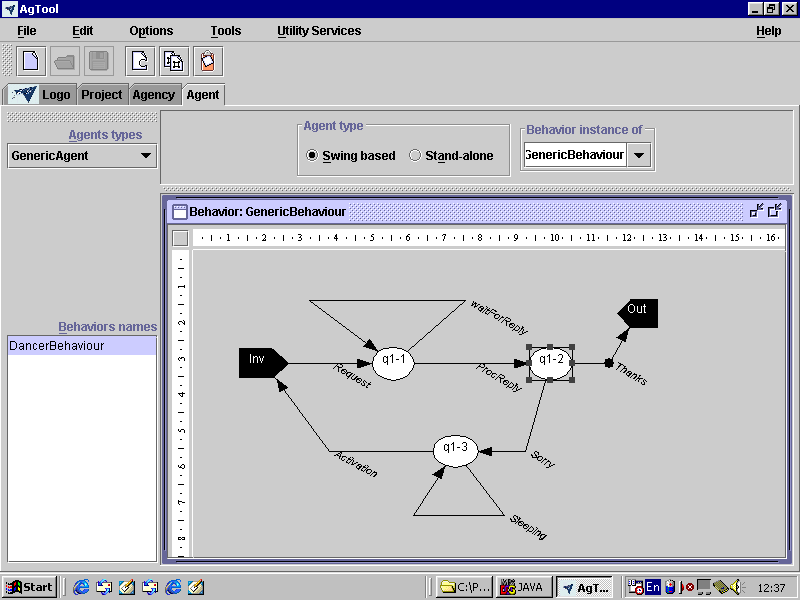 AgTool
File Edit Options Tools Utility Services Help
Logo Project Agency Agent
Agents types
GenericAgent
Agent type
Swing based Stand-alone
Behavior instance of
GenericBehaviour
Behavior: GenericBehaviour
1 2 3 4 5 6 7 8 9 10 11 12 13 14 15 16
1 2 3 4 5 6 7 8
Behaviors names
DancerBehaviour
waitForReply
Out
Inv
q1-1
q1-2
Request
ProcReply
Thanks
q1-3
Activation
Sorry
Sleeping
Start
C:\P...
JAVA
AgT...
En
12:37